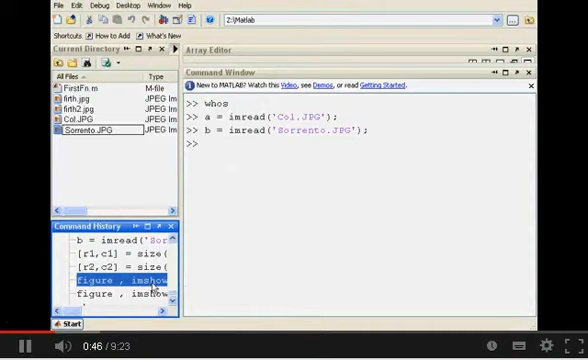 File Edit Debug Desktop Window Help
Z:\Matlab
Shortcuts How to Add What's New
Current Directory
All Files Type
FirstFn.m M-file
firth.jpg JPEG Im
firth2.jpg JPEG Im
Col.JPG JPEG Im
Sorrento.JPG JPEG Im
Command History
b = imread('Sor
[r1,c1] = size(
[r2,c2] = size(
figure , imshow
figure , imshow
Array Editor
Command Window
New to MATLAB? Watch this Video, see Demos, or read Getting Started.
>> whos
>> a = imread('Col.JPG');
>> b = imread('Sorrento.JPG');
>>
Start
0:46 / 9:23